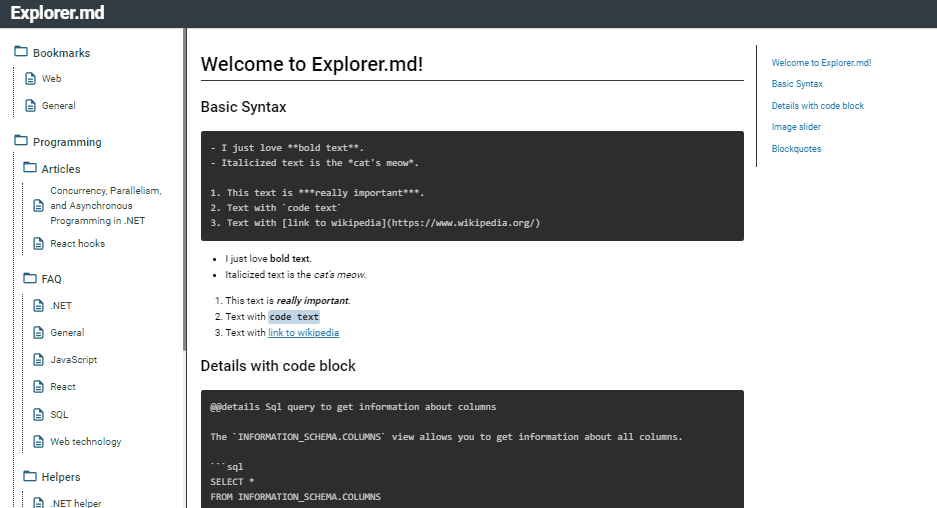 Explorer.md
Bookmarks
Web
General
Programming
Articles
Concurrency, Parallelism,
and Asynchronous
Programming in .NET
React hooks
FAQ
.NET
General
JavaScript
React
SQL
Web technology
Helpers
.NET helper
Welcome to Explorer.md!
Basic Syntax
- I just love **bold text**.
- Italicized text is the *cat's meow*.
1. This text is ***really important***.
2. Text with `code text`
3. Text with [link to wikipedia](https://www.wikipedia.org/)
• I just love bold text.
• Italicized text is the cat's meow.
1. This text is really important.
2. Text with code text
3. Text with link to wikipedia
Details with code block
@@details Sql query to get information about columns
The `INFORMATION_SCHEMA.COLUMNS` view allows you to get information about all columns.
```sql
SELECT *
FROM INFORMATION_SCHEMA.COLUMNS
Welcome to Explorer.md!
Basic Syntax
Details with code block
Image slider
Blockquotes